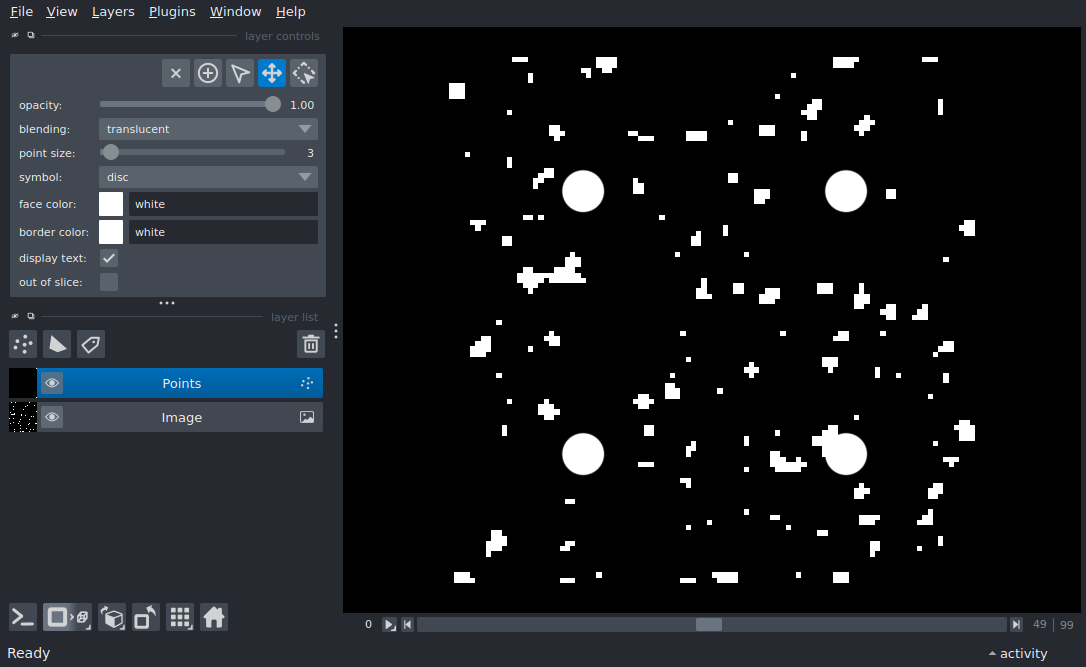 File View Layers Plugins Window Help
layer controls
opacity: 1.00
blending: translucent
point size: 3
symbol: disc
face color: white
border color: white
display text:
out of slice:
layer list
Points
Image
0 49 99
Ready activity